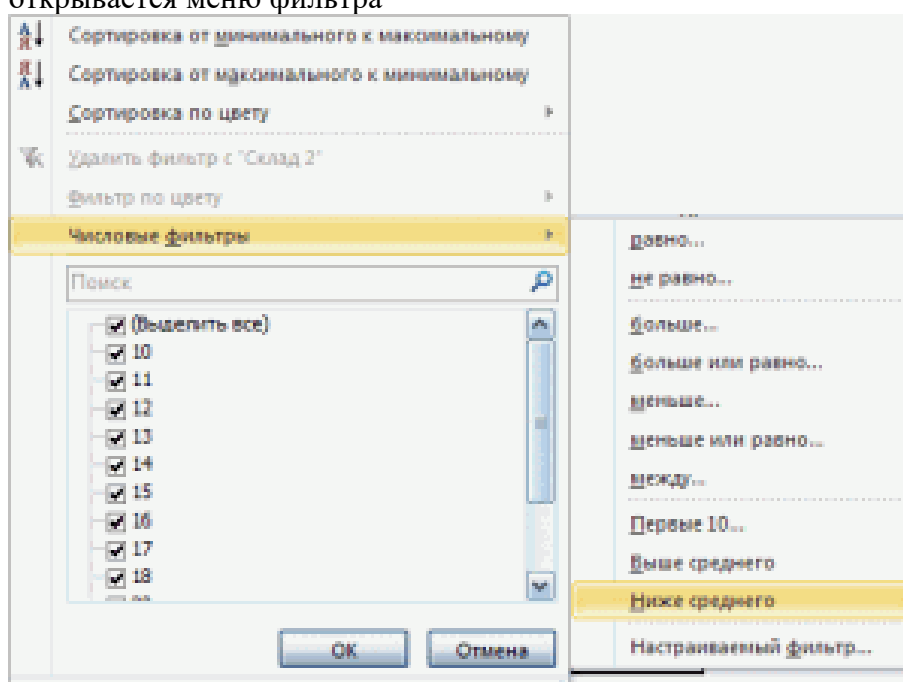 открывается меню фильтра
Сортировка от минимального к максимальному
Сортировка от максимального к минимальному
Сортировка по цвету
Удалить фильтр с "Склад 2"
Фильтр по цвету
Числовые фильтры
Поиск
(Выделить все)
10
11
12
13
14
15
16
17
18
ОК
Отмена
равно...
не равно...
больше...
больше или равно...
меньше...
меньше или равно...
между...
Первые 10...
Выше среднего
Ниже среднего
Настраиваемый фильтр...